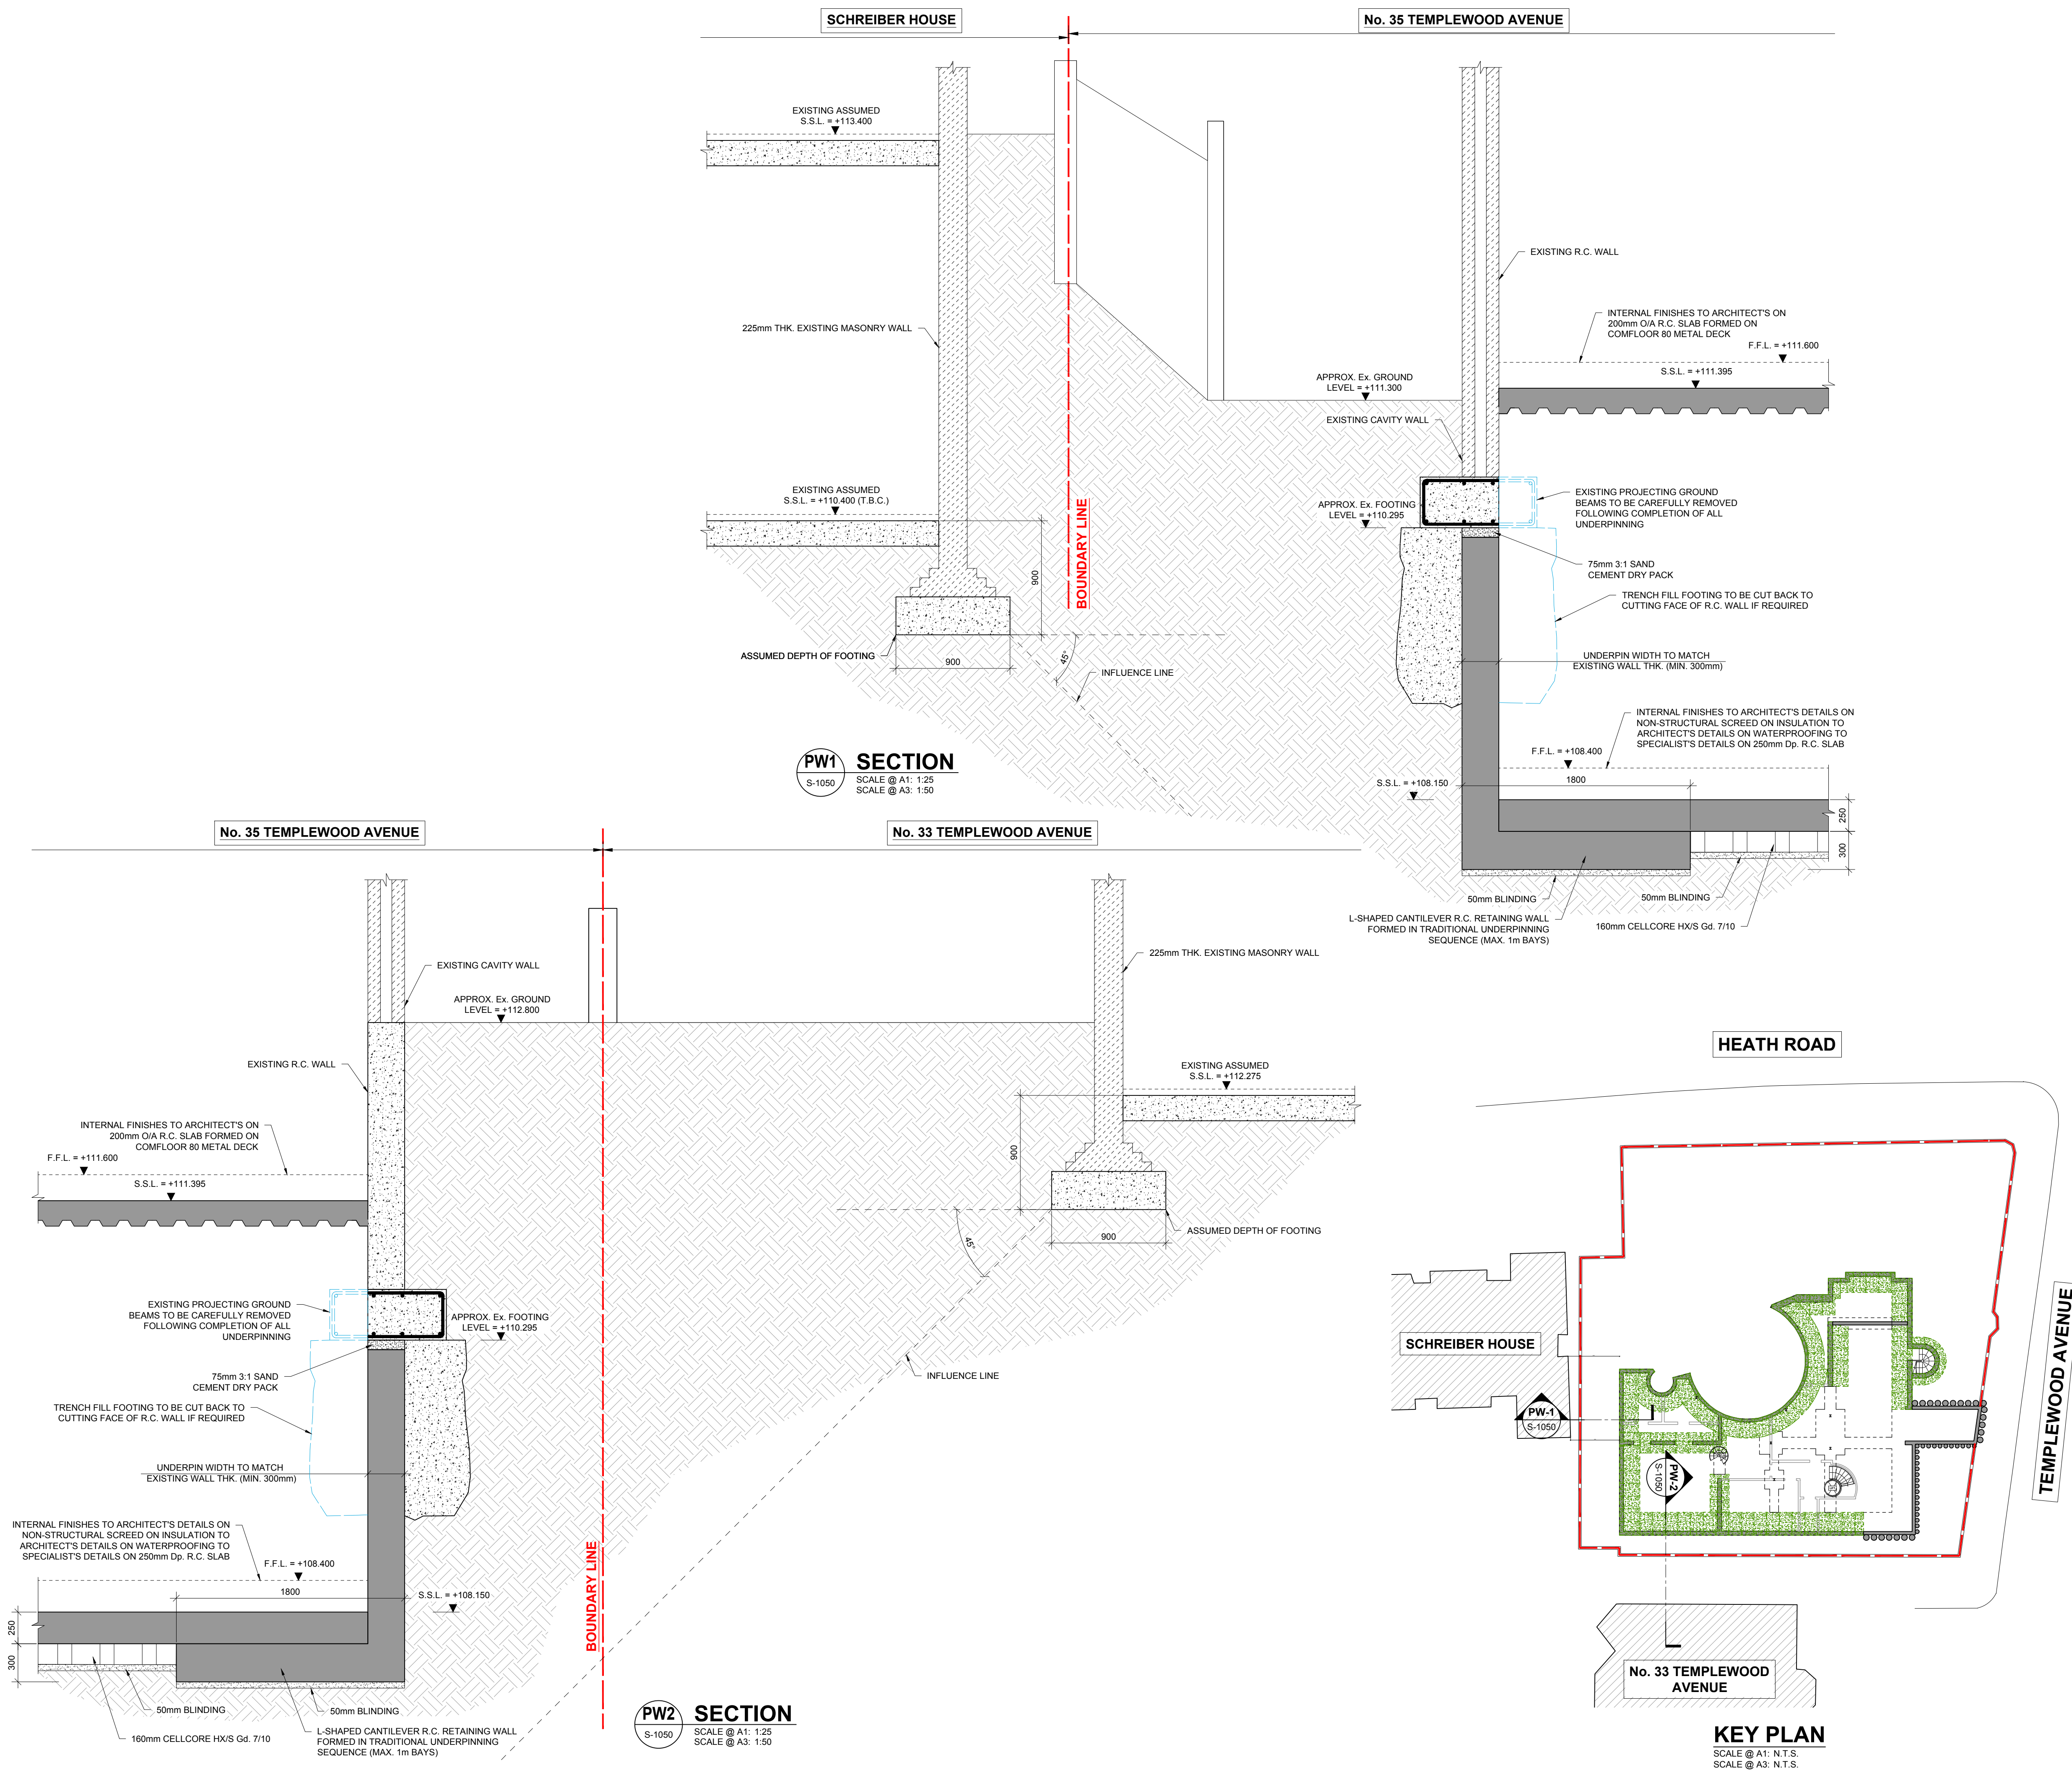 SCHREIBER HOUSE
No. 35 TEMPLEWOOD AVENUE
EXISTING ASSUMED
S.S.L. = +113.400
EXISTING R.C. WALL
225mm THK. EXISTING MASONRY WALL
INTERNAL FINISHES TO ARCHITECT'S ON
200mm O/A R.C. SLAB FORMED ON
COMFLOOR 80 METAL DECK
F.F.L. = +111.600
S.S.L. = +111.395
APPROX. Ex. GROUND
LEVEL = +111.300
EXISTING CAVITY WALL
EXISTING ASSUMED
S.S.L. = +110.400 (T.B.C.)
APPROX. Ex. FOOTING
LEVEL = +110.295
EXISTING PROJECTING GROUND
BEAMS TO BE CAREFULLY REMOVED
FOLLOWING COMPLETION OF ALL
UNDERPINNING
BOUNDARY LINE
900
75mm 3:1 SAND
CEMENT DRY PACK
TRENCH FILL FOOTING TO BE CUT BACK TO
CUTTING FACE OF R.C. WALL IF REQUIRED
ASSUMED DEPTH OF FOOTING
900
45°
INFLUENCE LINE
UNDERPIN WIDTH TO MATCH
EXISTING WALL THK. (MIN. 300mm)
INTERNAL FINISHES TO ARCHITECT'S DETAILS ON
NON-STRUCTURAL SCREED ON INSULATION TO
ARCHITECT'S DETAILS ON WATERPROOFING TO
SPECIALIST'S DETAILS ON 250mm Dp. R.C. SLAB
F.F.L. = +108.400
S.S.L. = +108.150
1800
250
300
50mm BLINDING
50mm BLINDING
L-SHAPED CANTILEVER R.C. RETAINING WALL
FORMED IN TRADITIONAL UNDERPINNING
SEQUENCE (MAX. 1m BAYS)
160mm CELLCORE HX/S Gd. 7/10
PW1
S-1050
SECTION
SCALE @ A1: 1:25
SCALE @ A3: 1:50
No. 35 TEMPLEWOOD AVENUE
No. 33 TEMPLEWOOD AVENUE
EXISTING CAVITY WALL
225mm THK. EXISTING MASONRY WALL
APPROX. Ex. GROUND
LEVEL = +112.800
EXISTING R.C. WALL
EXISTING ASSUMED
S.S.L. = +112.275
INTERNAL FINISHES TO ARCHITECT'S ON
200mm O/A R.C. SLAB FORMED ON
COMFLOOR 80 METAL DECK
F.F.L. = +111.600
S.S.L. = +111.395
900
ASSUMED DEPTH OF FOOTING
900
45°
EXISTING PROJECTING GROUND
BEAMS TO BE CAREFULLY REMOVED
FOLLOWING COMPLETION OF ALL
UNDERPINNING
APPROX. Ex. FOOTING
LEVEL = +110.295
75mm 3:1 SAND
CEMENT DRY PACK
INFLUENCE LINE
TRENCH FILL FOOTING TO BE CUT BACK TO
CUTTING FACE OF R.C. WALL IF REQUIRED
UNDERPIN WIDTH TO MATCH
EXISTING WALL THK. (MIN. 300mm)
INTERNAL FINISHES TO ARCHITECT'S DETAILS ON
NON-STRUCTURAL SCREED ON INSULATION TO
ARCHITECT'S DETAILS ON WATERPROOFING TO
SPECIALIST'S DETAILS ON 250mm Dp. R.C. SLAB
F.F.L. = +108.400
1800
S.S.L. = +108.150
BOUNDARY LINE
250
300
50mm BLINDING
50mm BLINDING
160mm CELLCORE HX/S Gd. 7/10
L-SHAPED CANTILEVER R.C. RETAINING WALL
FORMED IN TRADITIONAL UNDERPINNING
SEQUENCE (MAX. 1m BAYS)
PW2
S-1050
SECTION
SCALE @ A1: 1:25
SCALE @ A3: 1:50
HEATH ROAD
SCHREIBER HOUSE
PW-1
S-1050
PW-2
S-1050
TEMPLEWOOD AVENUE
No. 33 TEMPLEWOOD
AVENUE
KEY PLAN
SCALE @ A1: N.T.S.
SCALE @ A3: N.T.S.